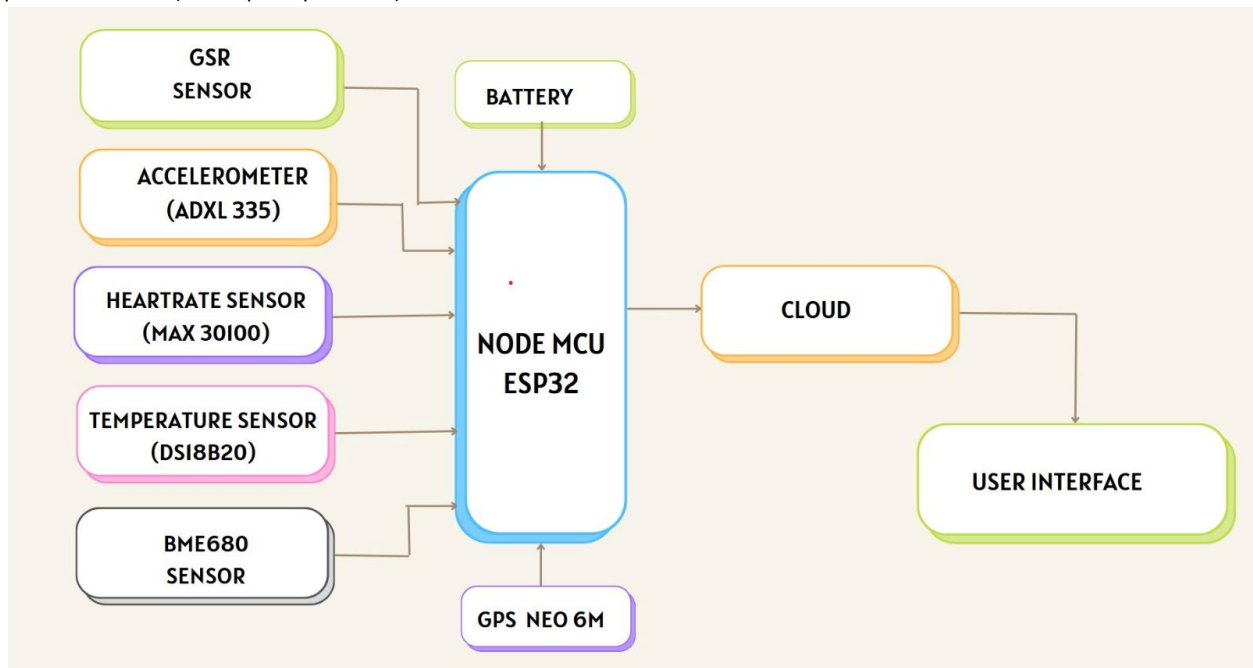 GSR
SENSOR
BATTERY
ACCELEROMETER
(ADXL 335)
HEARTRATE SENSOR
(MAX 30100)
NODE MCU
ESP32
CLOUD
TEMPERATURE SENSOR
(DS18B20)
USER INTERFACE
BME680
SENSOR
GPS NEO 6M